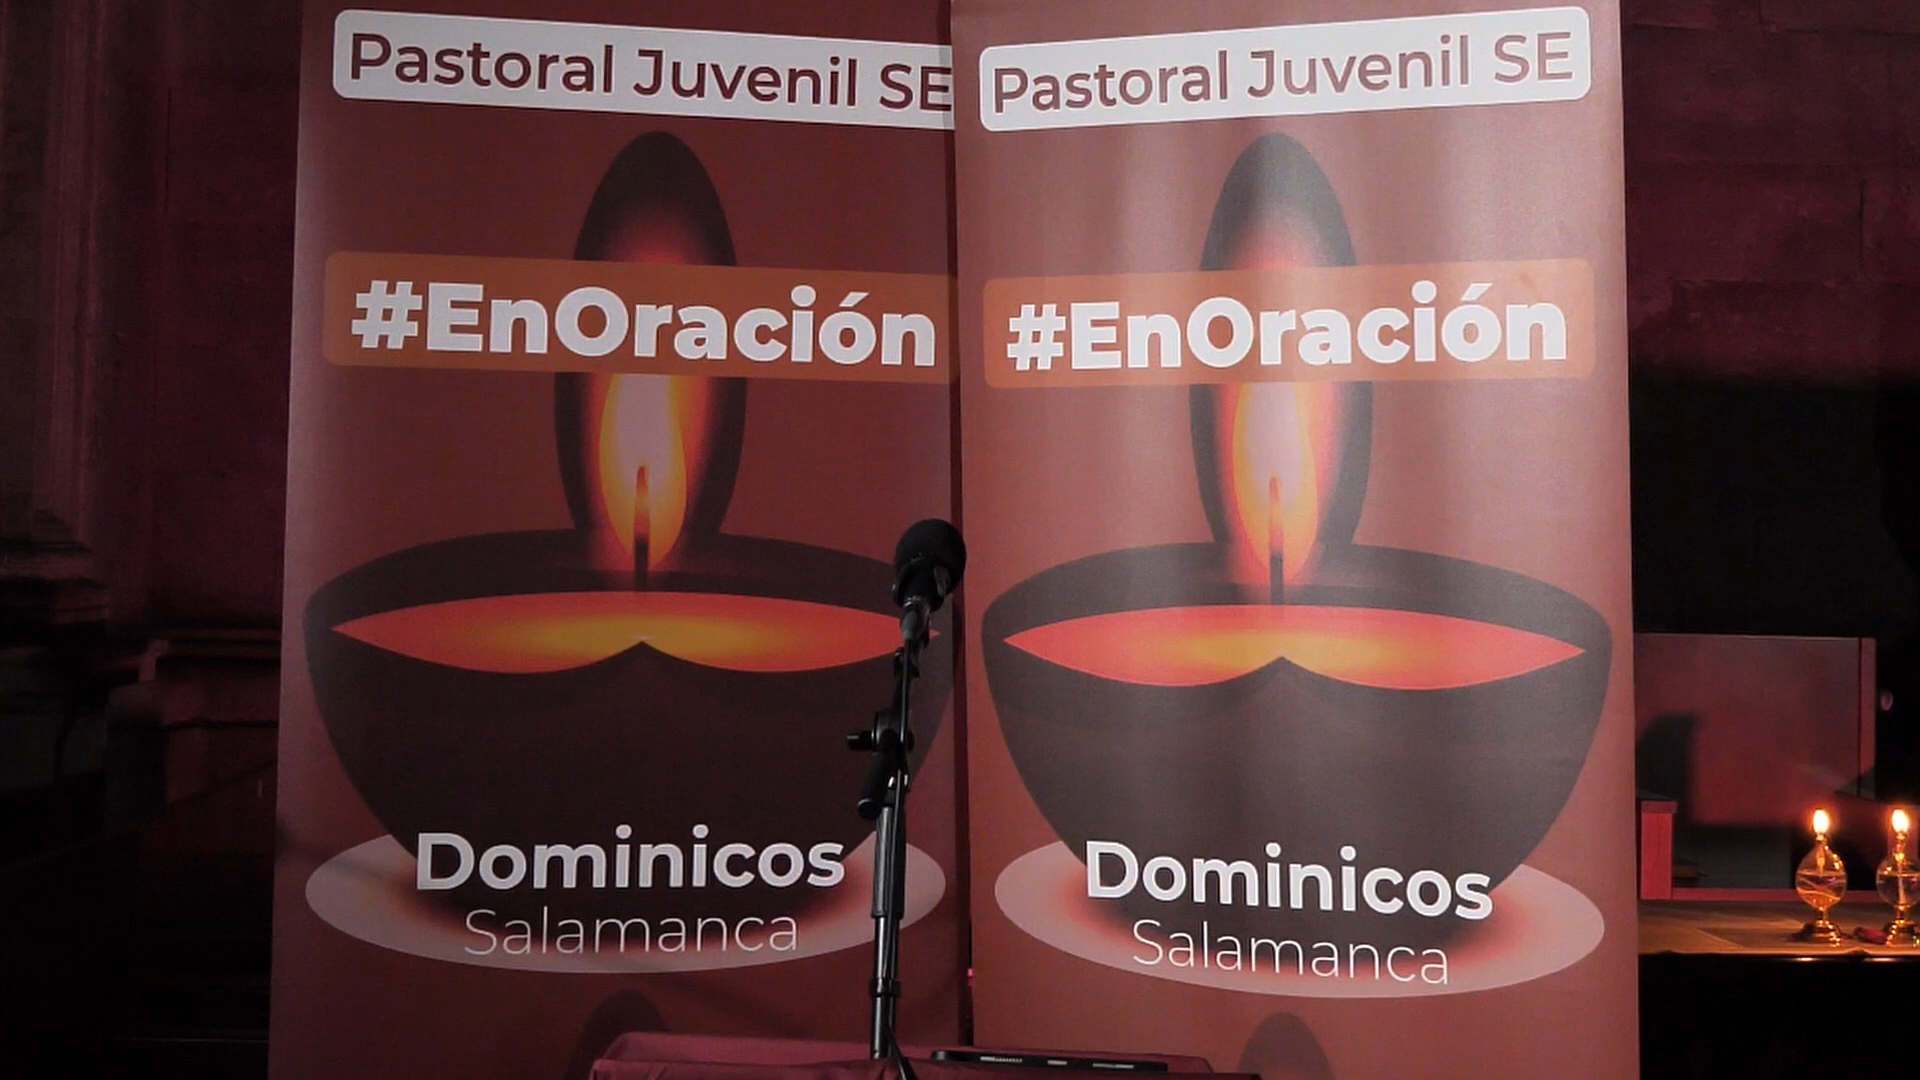 Pastoral Juvenil SE
#EnOración
Dominicos
Salamanca
Pastoral Juvenil SE
#EnOración
Dominicos
Salamanca